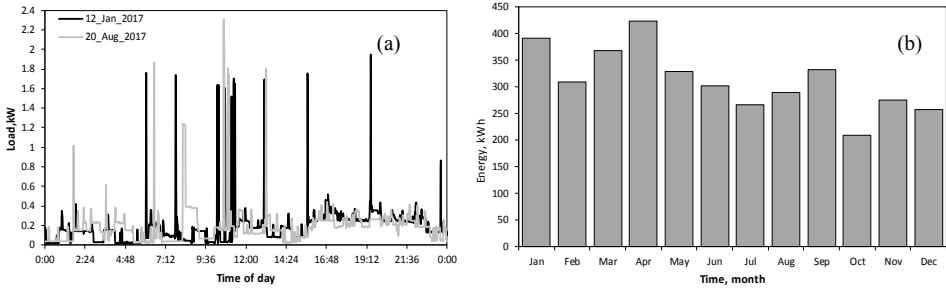 12_Jan_2017
20_Aug_2017
(a)
Load,kW
2.4
2.2
2
1.8
1.6
1.4
1.2
1
0.8
0.6
0.4
0.2
0
0:00 2:24 4:48 7:12 9:36 12:00 14:24 16:48 19:12 21:36 0:00
Time of day
(b)
Energy, kWh
450
400
350
300
250
200
150
100
50
0
Jan Feb Mar Apr May Jun Jul Aug Sep Oct Nov Dec
Time, month